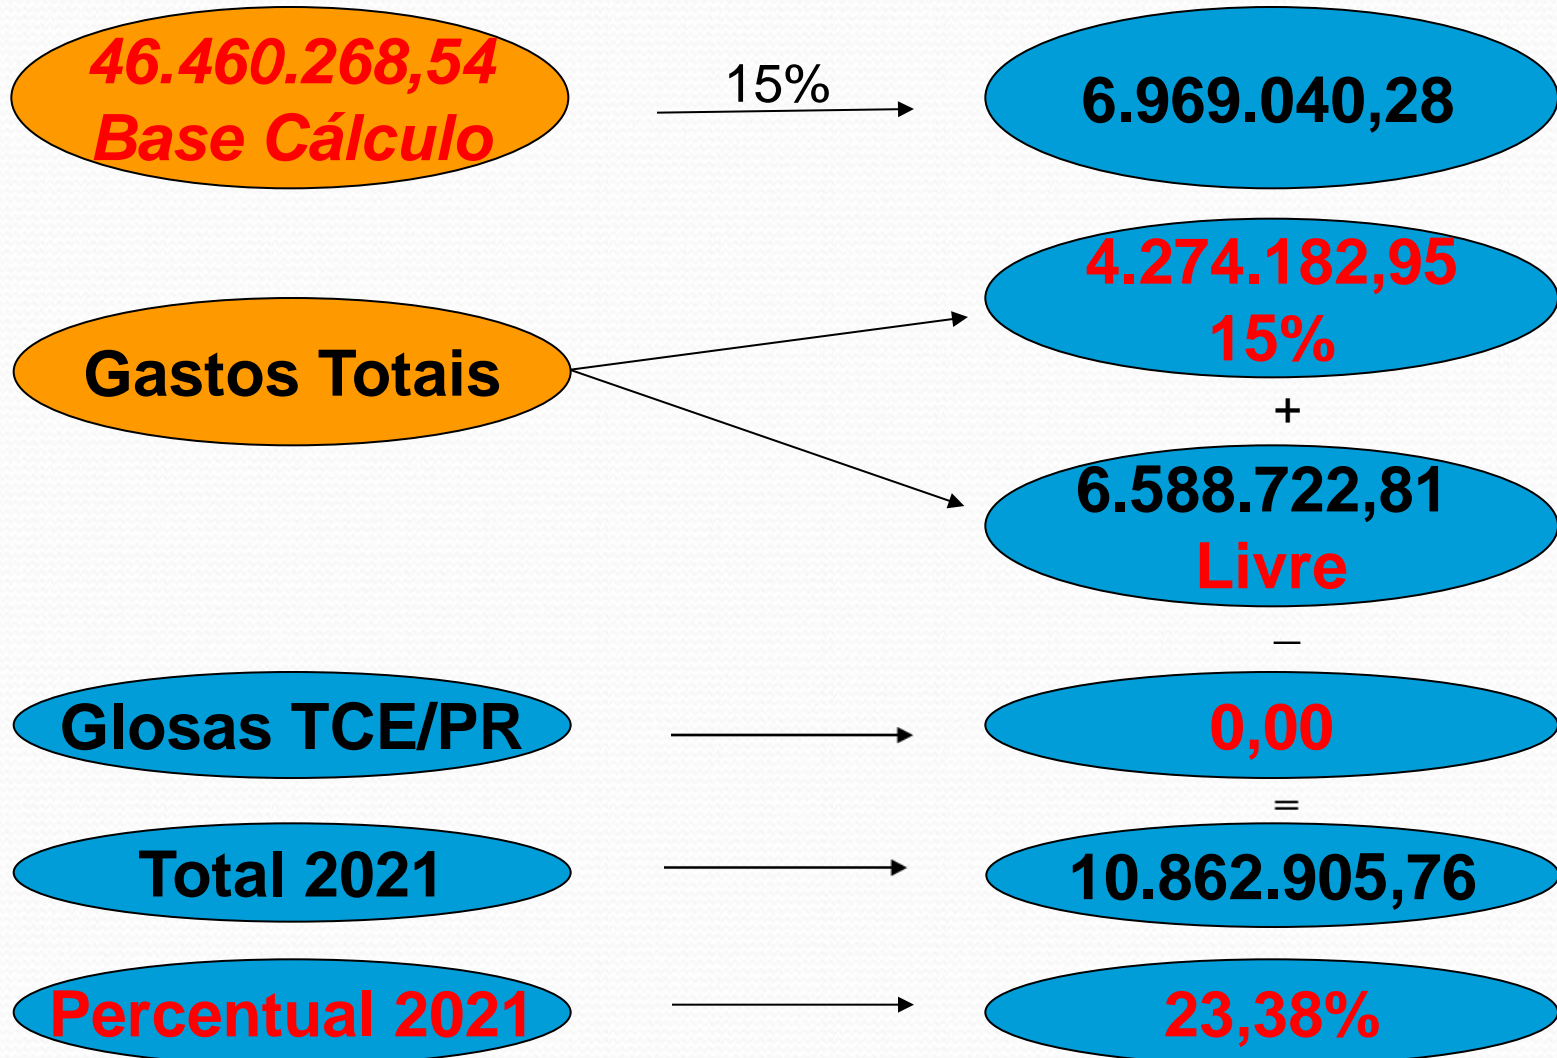 46.460.268,54
Base Cálculo
15%
6.969.040,28
Gastos Totais
4.274.182,95
15%
+
6.588.722,81
Livre
–
Glosas TCE/PR
0,00
=
Total 2021
10.862.905,76
Percentual 2021
23,38%